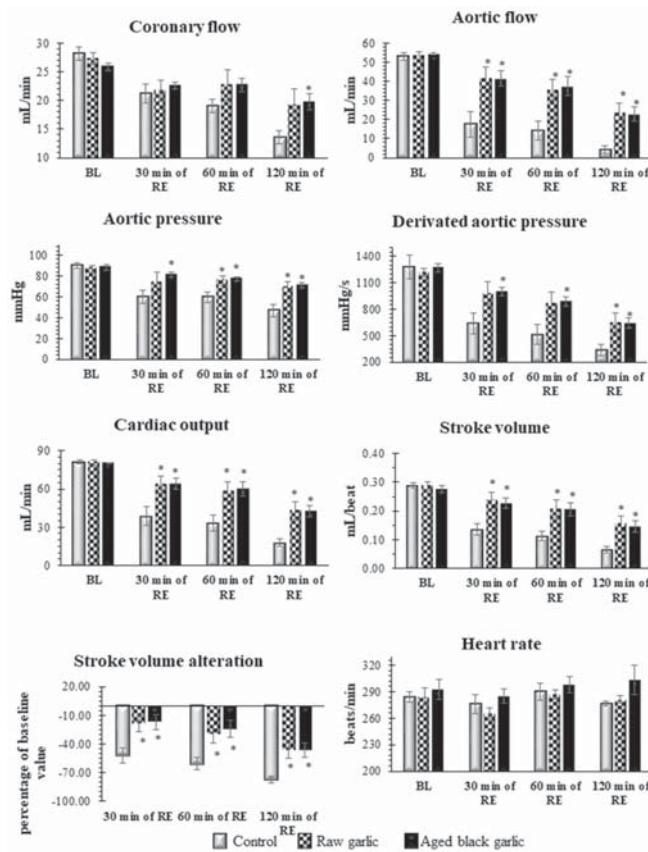 Coronary flow
30
25
20
15
10
mL/min
BL
30 min of RE
60 min of RE
120 min of RE
Aortic flow
60
50
40
30
20
10
0
mL/min
* * * * * * *
BL
30 min of RE
60 min of RE
120 min of RE
Aortic pressure
100
80
60
40
20
0
mmHg
* * * * *
BL
30 min of RE
60 min of RE
120 min of RE
Derivated aortic pressure
1400
1100
800
500
200
mmHg/s
* * * *
BL
30 min of RE
60 min of RE
120 min of RE
Cardiac output
90
60
30
0
mL/min
* * * * * *
BL
30 min of RE
60 min of RE
120 min of RE
Stroke volume
0.40
0.30
0.20
0.10
0.00
mL/beat
* * * * * *
BL
30 min of RE
60 min of RE
120 min of RE
Stroke volume alteration
20.00
-10.00
-40.00
-70.00
-100.00
percentage of baseline value
* * * * * *
30 min of RE
60 min of RE
120 min of RE
Heart rate
310
290
270
250
230
200
beats/min
BL
30 min of RE
60 min of RE
120 min of RE
Control Raw garlic Aged black garlic